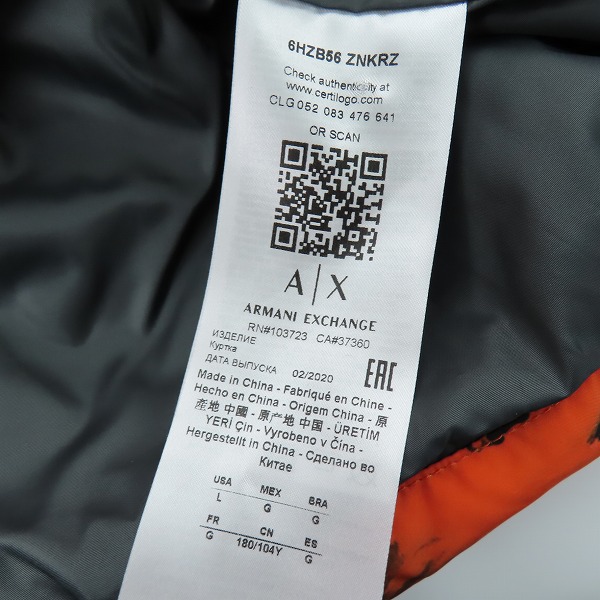 6HZB56 ZNKRZ
Check authenticity at
www.certilogo.com
CLG 052 083 476 641
OR SCAN
A|X
ARMANI EXCHANGE
RN#103723 CA#37360
ИЗДЕЛИЕ
Куртка
ДАТА ВЫПУСКА 02/2020
EAC
Made in China - Fabriqué en Chine -
Hecho en China - Origem China - 原
産地 中國 - 原产地 中国 - ÜRETİM
YERİ Çin - Vyrobeno v Čína -
Hergestellt in China - Сделано во
Китае
USA MEX BRA
L G G
FR CN ES
G 180/104Y G